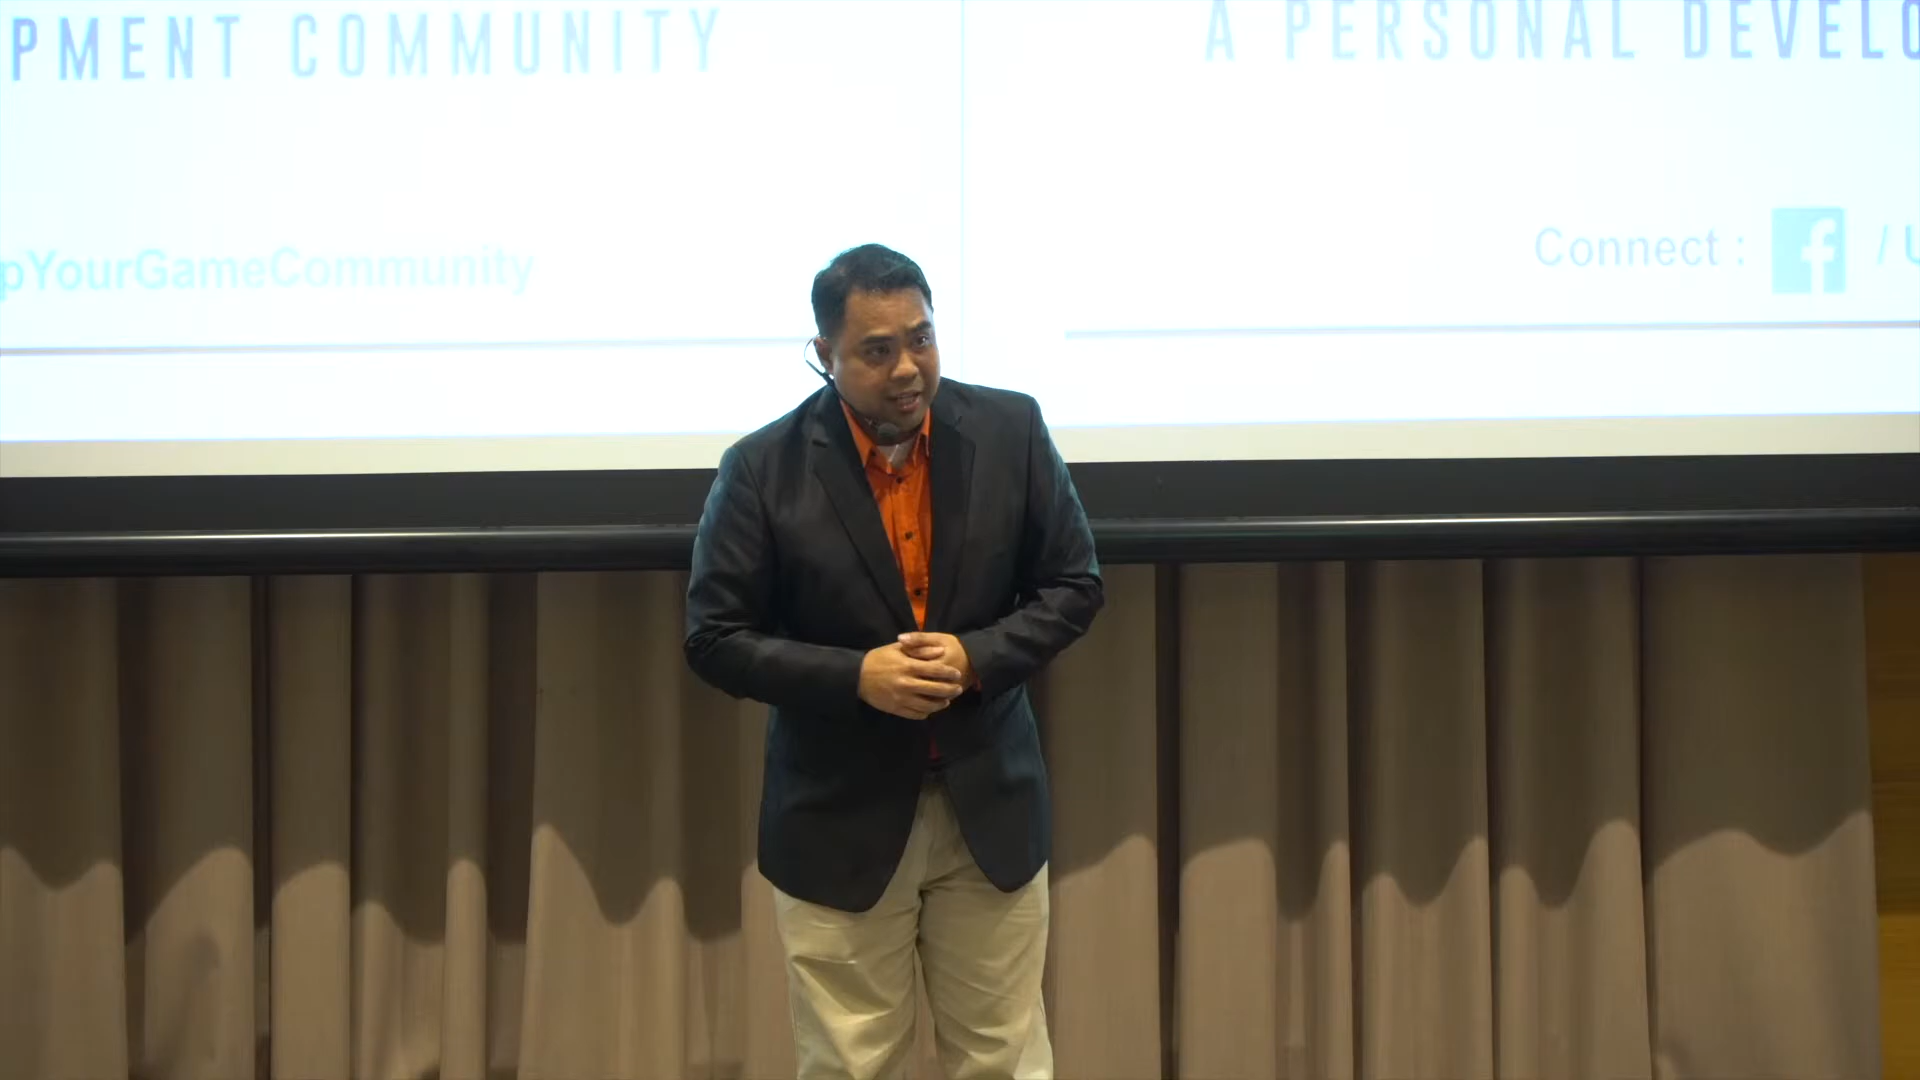 PMENT COMMUNITY
pYourGameCommunity
A PERSONAL DEVELO
Connect : f / U